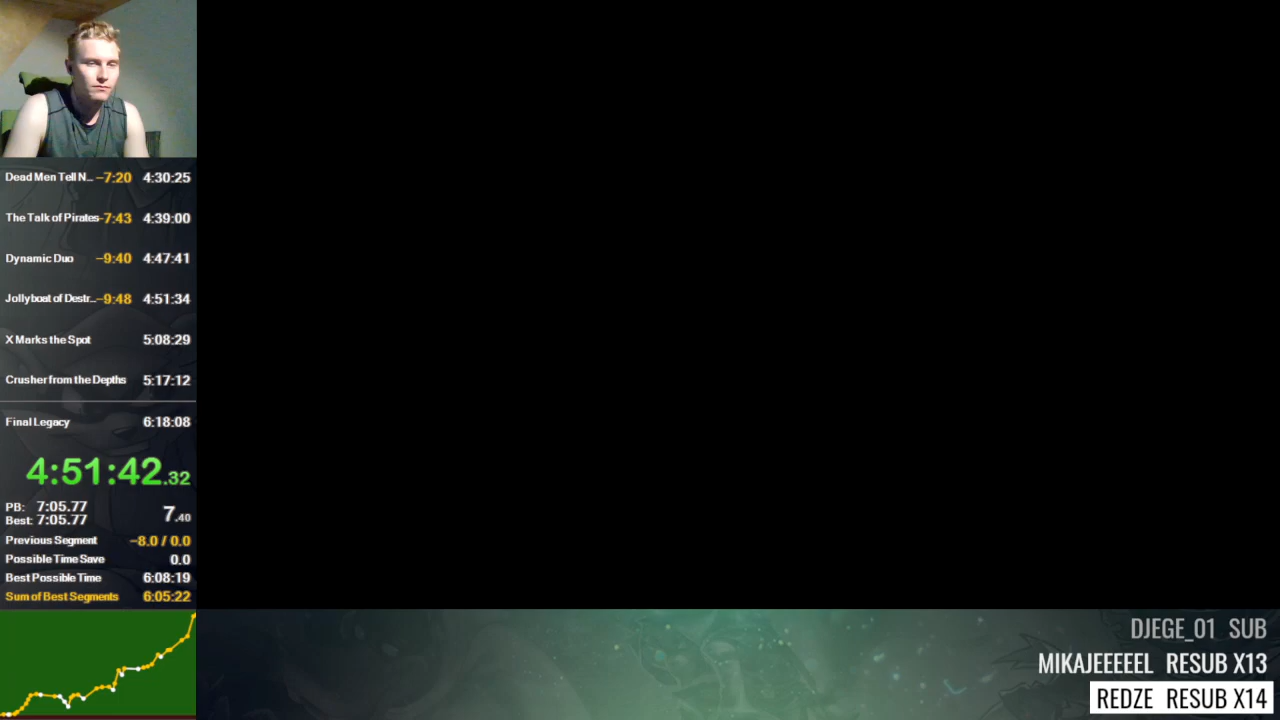 Dead Men Tell N... −7:20 4:30:25
The Talk of Pirates −7:43 4:39:00
Dynamic Duo −9:40 4:47:41
Jollyboat of Destr... −9:48 4:51:34
X Marks the Spot 5:08:29
Crusher from the Depths 5:17:12
Final Legacy 6:18:08
4:51:42.32
PB: 7:05.77
Best: 7:05.77 7.40
Previous Segment −8.0 / 0.0
Possible Time Save 0.0
Best Possible Time 6:08:19
Sum of Best Segments 6:05:22
DJEGE_01 SUB
MIKAJEEEEEL RESUB X13
REDZE RESUB X14